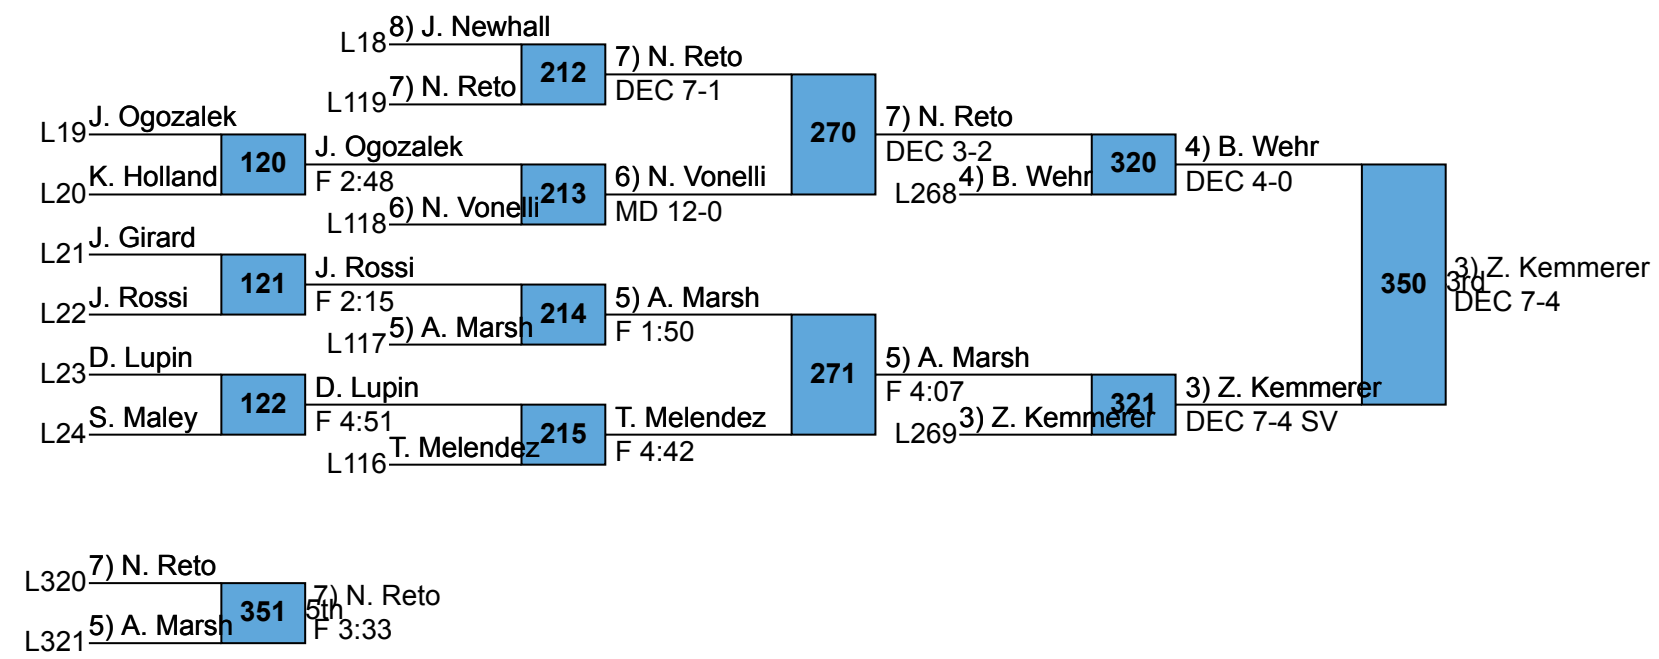 8) J. Newhall
L18
212
7) N. Reto
DEC 7-1
7) N. Reto
L119
J. Ogozalek
L19
120
J. Ogozalek
F 2:48
K. Holland
L20
213
6) N. Vonelli
MD 12-0
6) N. Vonelli
L118
270
7) N. Reto
DEC 3-2
4) B. Wehr
L268
320
4) B. Wehr
DEC 4-0
J. Girard
L21
121
J. Rossi
F 2:15
J. Rossi
L22
214
5) A. Marsh
F 1:50
5) A. Marsh
L117
D. Lupin
L23
122
D. Lupin
F 4:51
S. Maley
L24
215
T. Melendez
F 4:42
T. Melendez
L116
271
5) A. Marsh
F 4:07
3) Z. Kemmerer
L269
321
3) Z. Kemmerer
DEC 7-4 SV
350
3) Z. Kemmerer
3rd
DEC 7-4
7) N. Reto
L320
351
7) N. Reto
5th
F 3:33
5) A. Marsh
L321